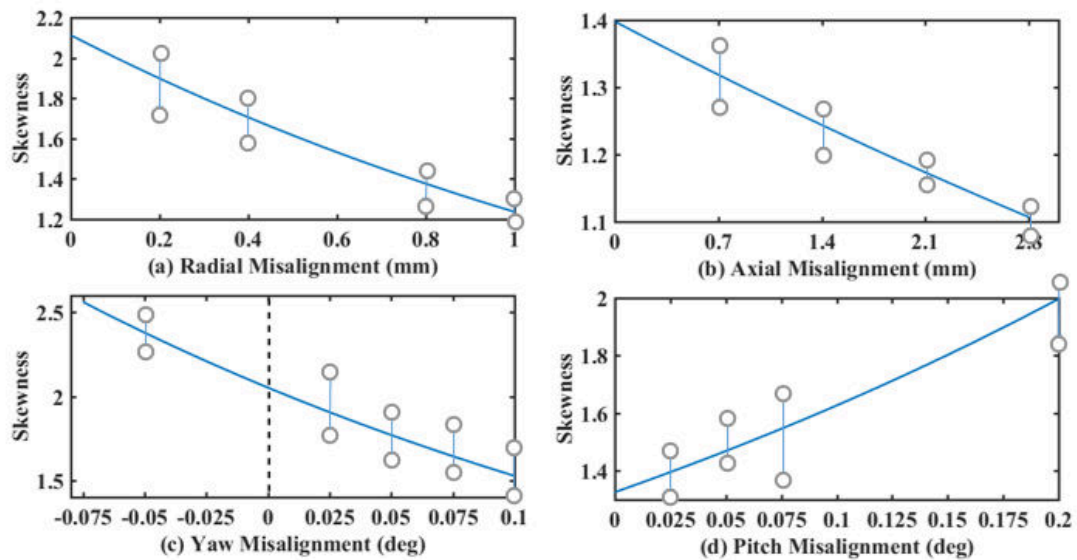 2.2
2
1.8
1.6
1.4
1.2
Skewness
0 0.2 0.4 0.6 0.8 1
(a) Radial Misalignment (mm)
1.4
1.3
1.2
1.1
Skewness
0 0.7 1.4 2.1 2.8
(b) Axial Misalignment (mm)
2.5
2
1.5
Skewness
-0.075 -0.05 -0.025 0 0.025 0.05 0.075 0.1
(c) Yaw Misalignment (deg)
2
1.8
1.6
1.4
Skewness
0 0.025 0.05 0.075 0.1 0.125 0.15 0.175 0.2
(d) Pitch Misalignment (deg)